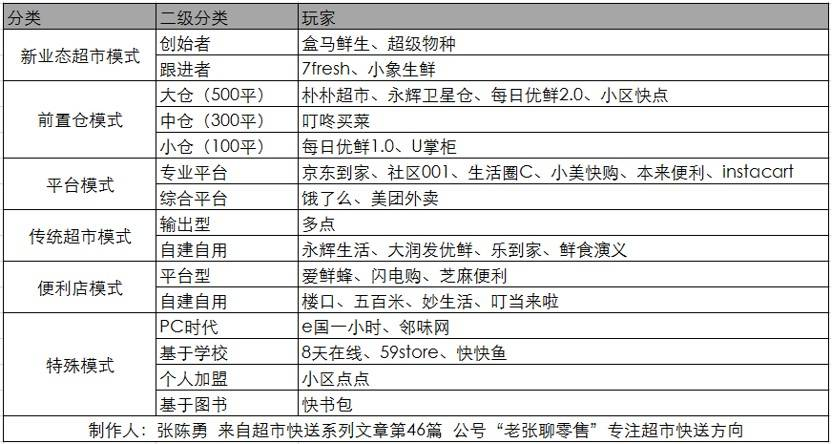 分类 二级分类 玩家
新业态超市模式 创始者 盒马鲜生、超级物种
跟进者 7fresh、小象生鲜
前置仓模式 大仓（500平） 朴朴超市、永辉卫星仓、每日优鲜2.0、小区快点
中仓（300平） 叮咚买菜
小仓（100平） 每日优鲜1.0、U掌柜
平台模式 专业平台 京东到家、社区001、生活圈C、小美快购、本来便利、instacart
综合平台 饿了么、美团外卖
传统超市模式 输出型 多点
自建自用 永辉生活、大润发优鲜、乐到家、鲜食演义
便利店模式 平台型 爱鲜蜂、闪电购、芝麻便利
自建自用 楼口、五百米、妙生活、叮当来啦
特殊模式 PC时代 e国一小时、邻味网
基于学校 8天在线、59store、快快鱼
个人加盟 小区点点
基于图书 快书包
制作人：张陈勇 来自超市快送系列文章第46篇 公号“老张聊零售”专注超市快送方向